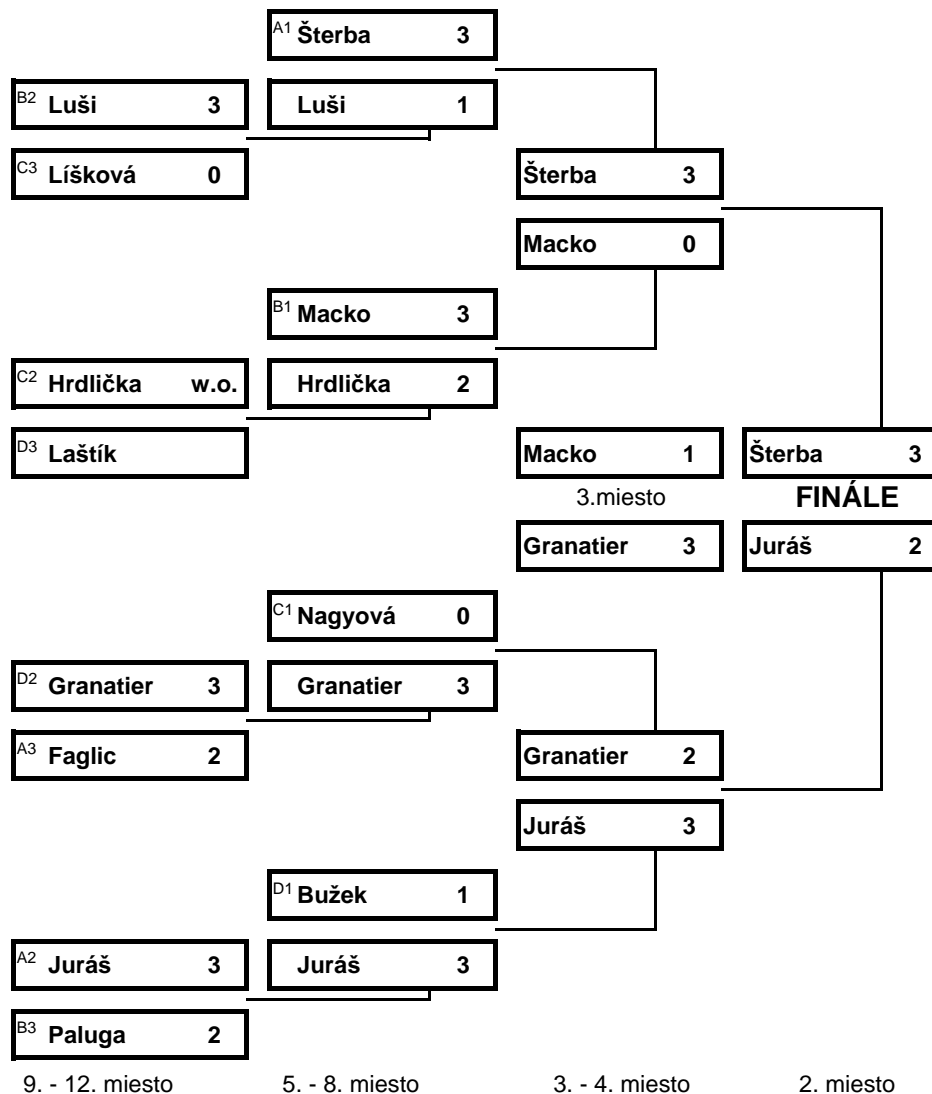 A1 Šterba 3
B2 Luši 3 Luši 1
C3 Líšková 0 Šterba 3
Macko 0
B1 Macko 3
C2 Hrdlička w.o. Hrdlička 2
D3 Laštík Macko 1 Šterba 3
3.miesto FINÁLE
Granatier 3 Juráš 2
C1 Nagyová 0
D2 Granatier 3 Granatier 3
A3 Faglic 2 Granatier 2
Juráš 3
D1 Bužek 1
A2 Juráš 3 Juráš 3
B3 Paluga 2
9. - 12. miesto 5. - 8. miesto 3. - 4. miesto 2. miesto